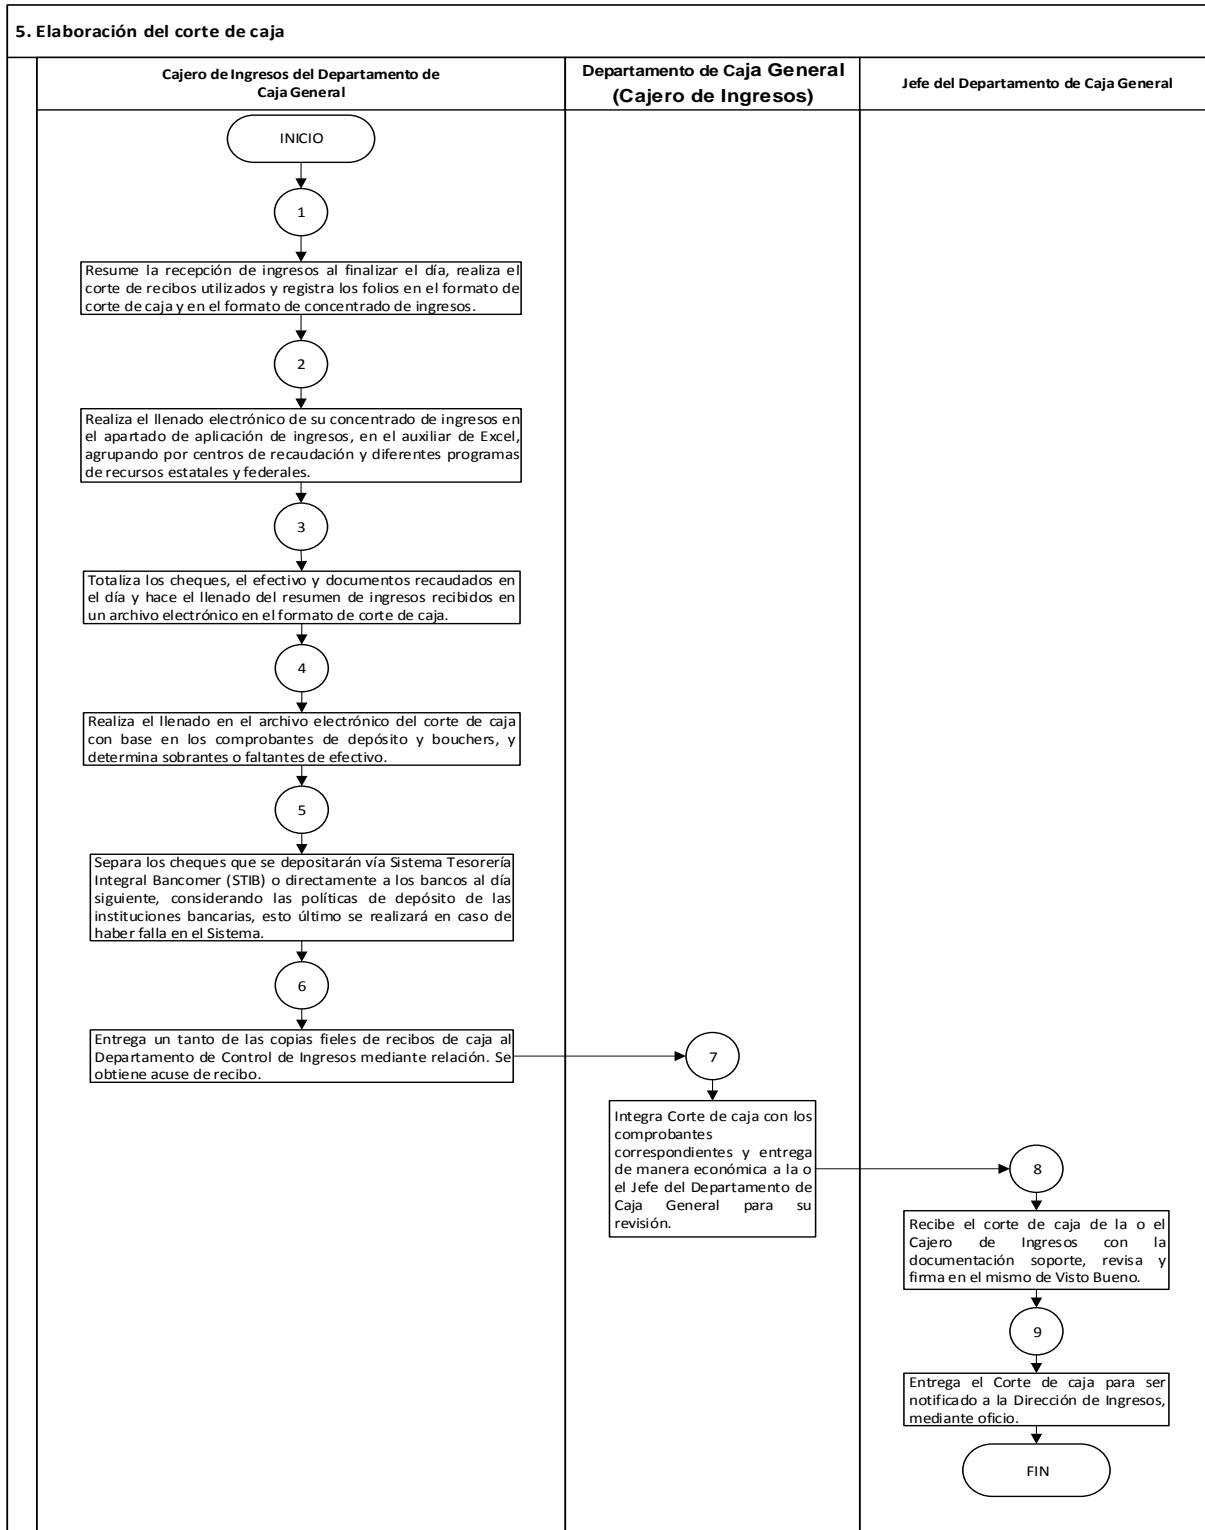 5. Elaboración del corte de caja
Cajero de Ingresos del Departamento de
Caja General
Departamento de Caja General
(Cajero de Ingresos)
Jefe del Departamento de Caja General
INICIO
1
Resume la recepción de ingresos al finalizar el día, realiza el
corte de recibos utilizados y registra los folios en el formato de
corte de caja y en el formato de concentrado de ingresos.
2
Realiza el llenado electrónico de su concentrado de ingresos en
el apartado de aplicación de ingresos, en el auxiliar de Excel,
agrupando por centros de recaudación y diferentes programas
de recursos estatales y federales.
3
Totaliza los cheques, el efectivo y documentos recaudados en
el día y hace el llenado del resumen de ingresos recibidos en
un archivo electrónico en el formato de corte de caja.
4
Realiza el llenado en el archivo electrónico del corte de caja
con base en los comprobantes de depósito y bouchers, y
determina sobrantes o faltantes de efectivo.
5
Separa los cheques que se depositarán vía Sistema Tesorería
Integral Bancomer (STIB) o directamente a los bancos al día
siguiente, considerando las políticas de depósito de las
instituciones bancarias, esto último se realizará en caso de
haber falla en el Sistema.
6
Entrega un tanto de las copias fieles de recibos de caja al
Departamento de Control de Ingresos mediante relación. Se
obtiene acuse de recibo.
7
Integra Corte de caja con los
comprobantes
correspondientes y entrega
de manera económica a la o
el Jefe del Departamento de
Caja General para su
revisión.
8
Recibe el corte de caja de la o el
Cajero de Ingresos con la
documentación soporte, revisa y
firma en el mismo de Visto Bueno.
9
Entrega el Corte de caja para ser
notificado a la Dirección de Ingresos,
mediante oficio.
FIN